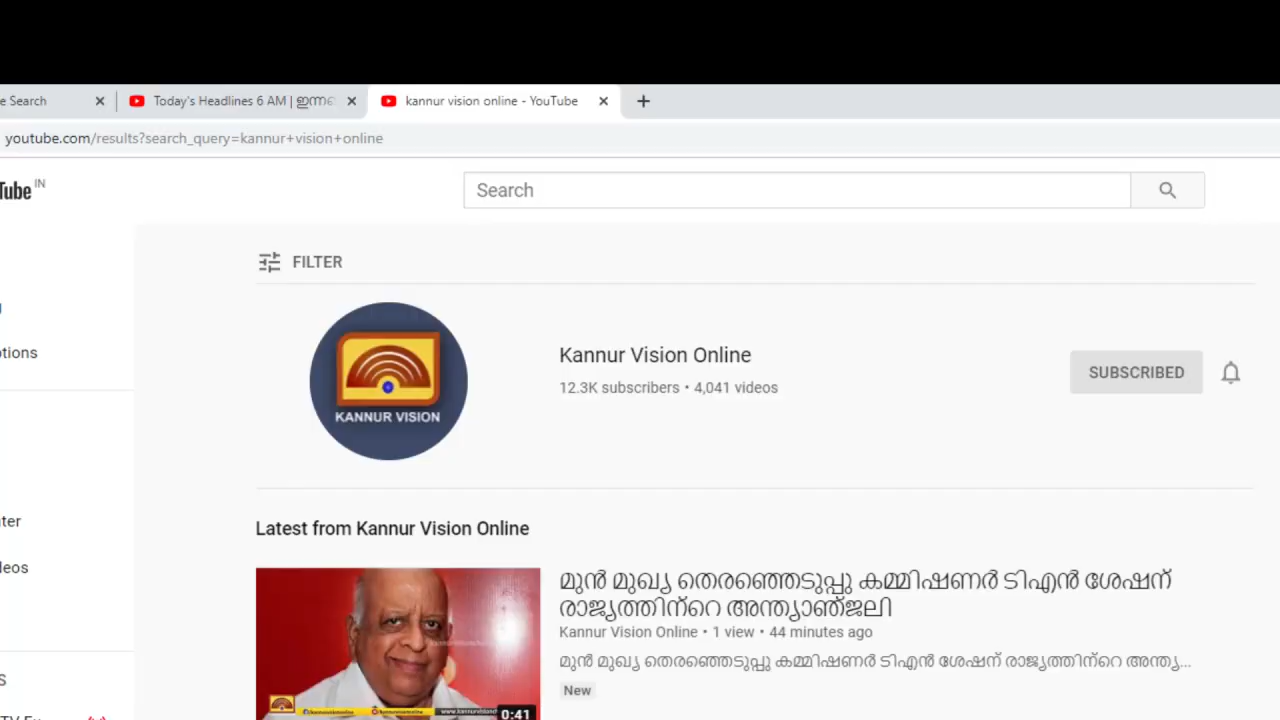 e Search
Today's Headlines 6 AM | ഇന്നത്
kannur vision online - YouTube
youtube.com/results?search_query=kannur+vision+online
Tube IN
Search
FILTER
KANNUR VISION
Kannur Vision Online
12.3K subscribers • 4,041 videos
SUBSCRIBED
otions
ater
leos
Latest from Kannur Vision Online
മുൻ മുഖ്യ തെരഞ്ഞെടുപ്പു കമ്മിഷണർ ടിഎൻ ശേഷന്
രാജ്യത്തിന്റെ അന്ത്യാഞ്ജലി
Kannur Vision Online • 1 view • 44 minutes ago
മുൻ മുഖ്യ തെരഞ്ഞെടുപ്പു കമ്മിഷണർ ടിഎൻ ശേഷന് രാജ്യത്തിന്റെ അന്ത്യ...
New
0:41
S